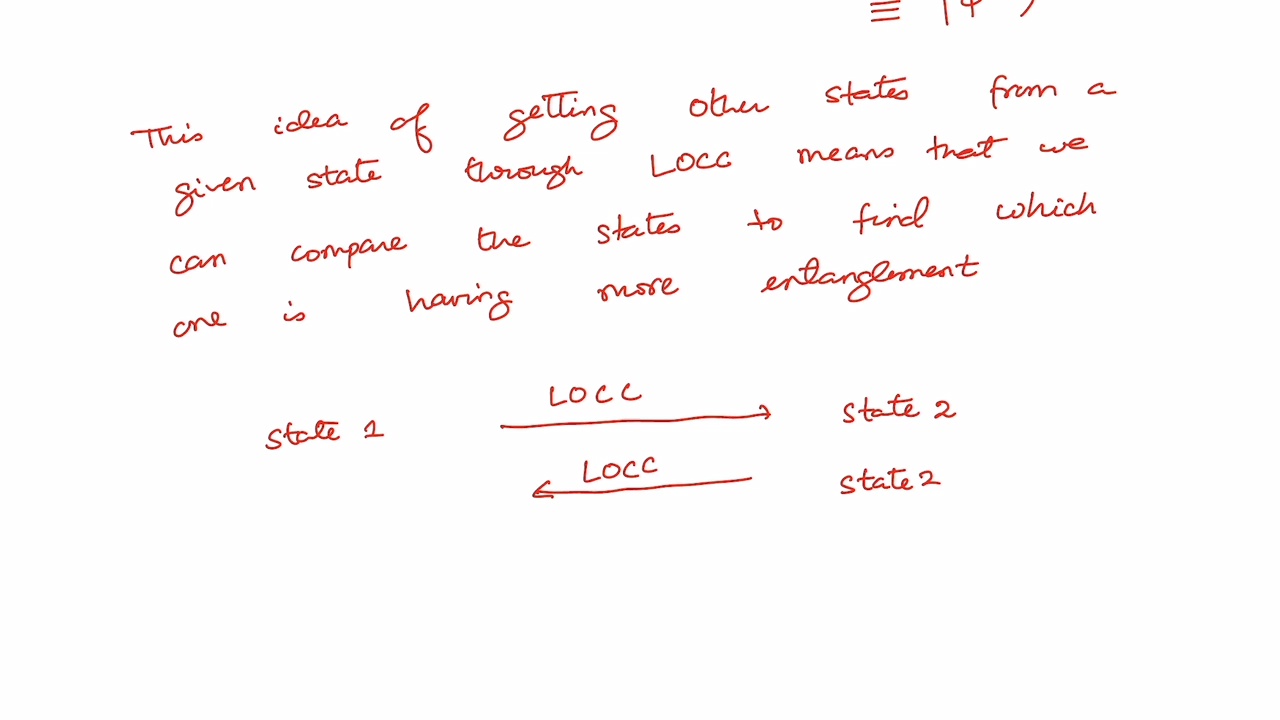 This idea of getting other states from a
given state through LOCC means that we
can compare the states to find which
one is having more entanglement
State 1 LOCC State 2
LOCC State 2